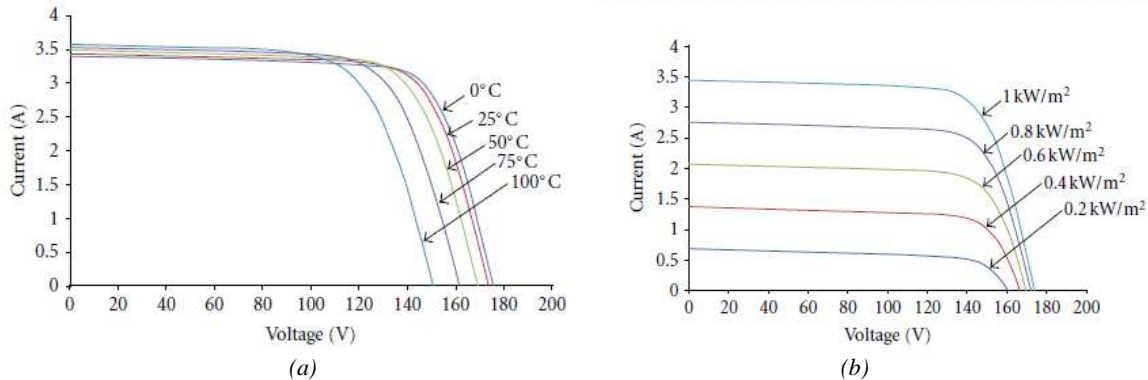 4
3.5
3
2.5
2
1.5
1
0.5
0
Current (A)
0°C
25°C
50°C
75°C
100°C
0 20 40 60 80 100 120 140 160 180 200
Voltage (V)
(a)
4
3.5
3
2.5
2
1.5
1
0.5
0
Current (A)
1 kW/m²
0.8 kW/m²
0.6 kW/m²
0.4 kW/m²
0.2 kW/m²
0 20 40 60 80 100 120 140 160 180 200
Voltage (V)
(b)